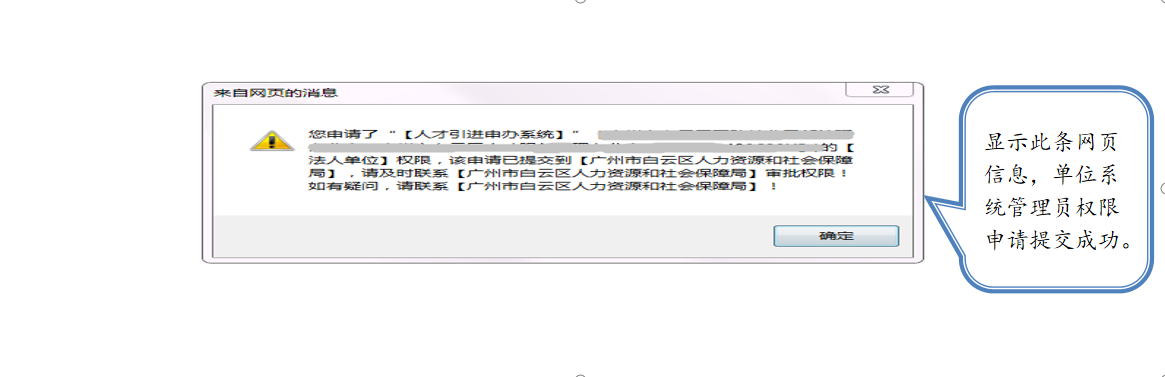 来自网页的消息
您申请了“【人才引进申办系统】”
的【
法人单位】权限，该申请已提交到【广州市白云区人力资源和社会保障
局】，请及时联系【广州市白云区人力资源和社会保障局】审批权限！
如有疑问，请联系【广州市白云区人力资源和社会保障局】！
确定
显示此条网页
信息，单位系
统管理员权限
申请提交成功。